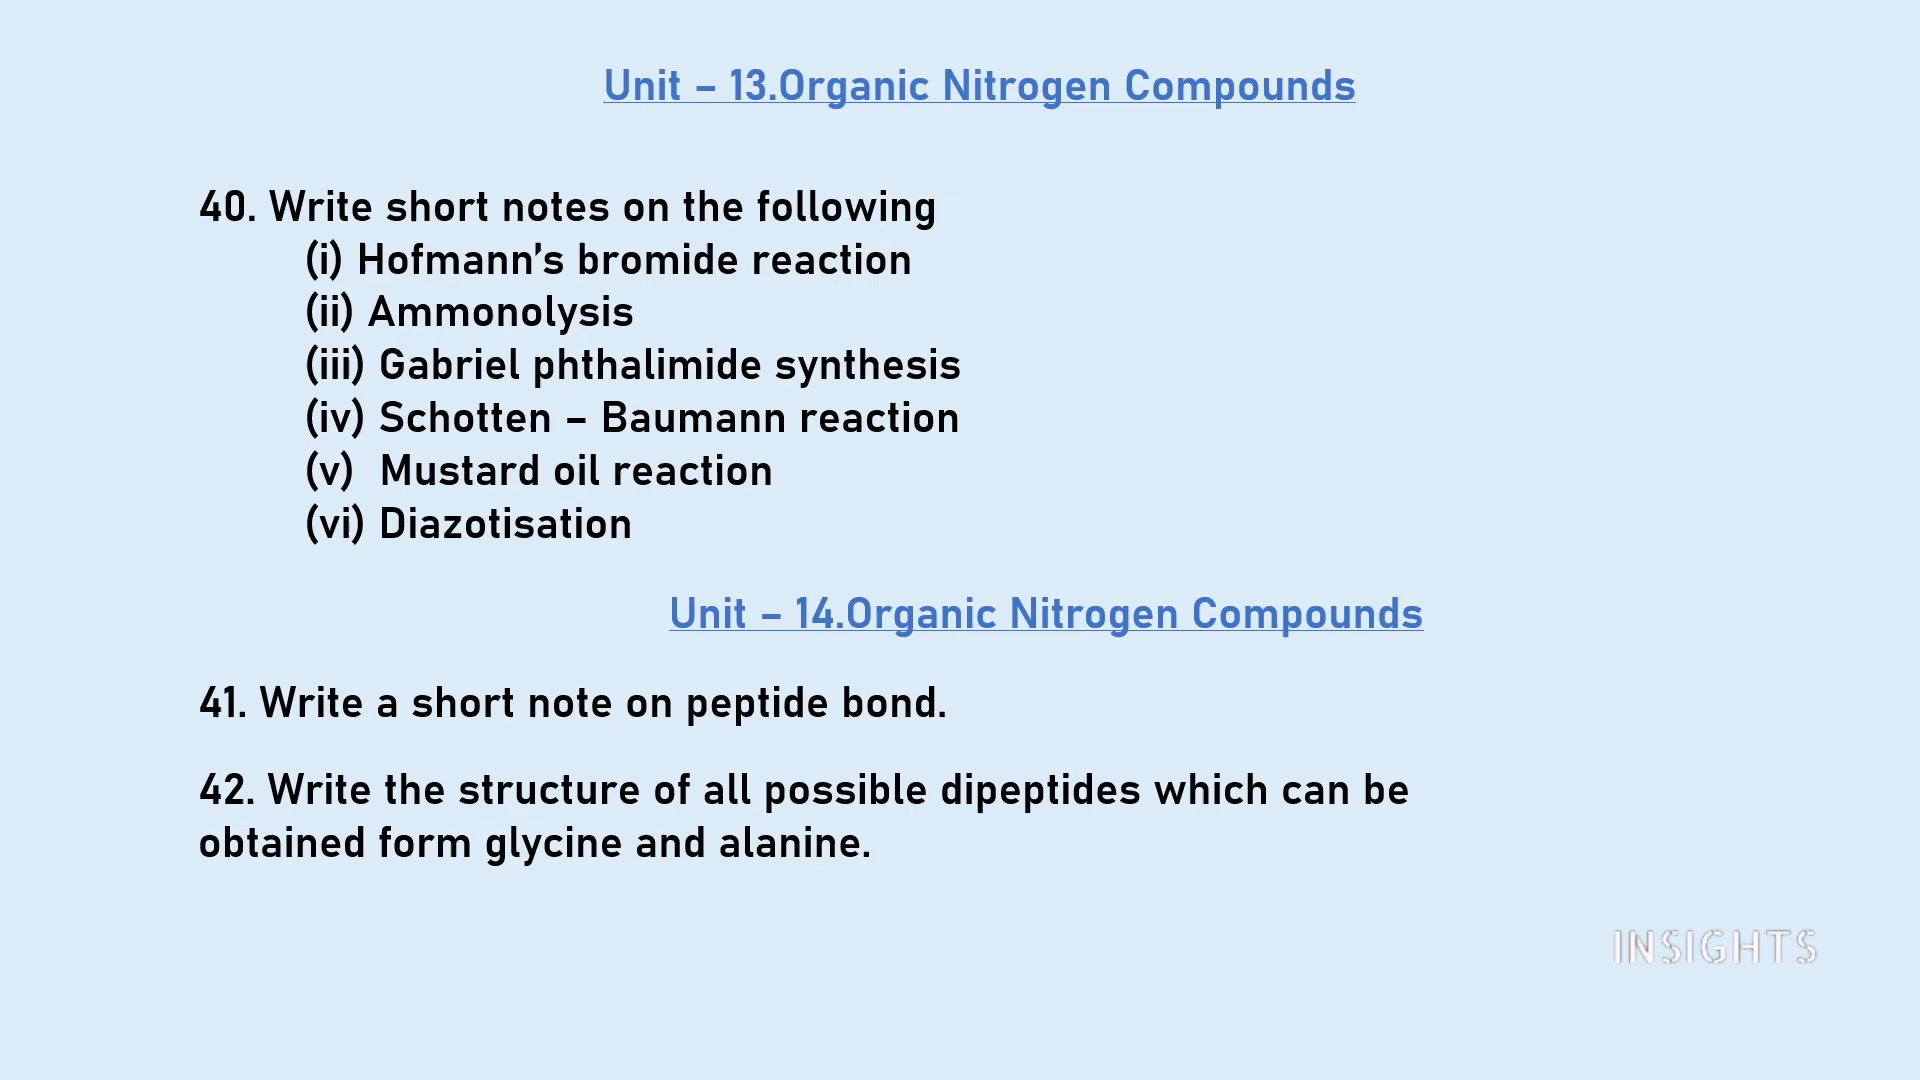 Unit – 13.Organic Nitrogen Compounds
40. Write short notes on the following
(i) Hofmann’s bromide reaction
(ii) Ammonolysis
(iii) Gabriel phthalimide synthesis
(iv) Schotten – Baumann reaction
(v) Mustard oil reaction
(vi) Diazotisation
Unit – 14.Organic Nitrogen Compounds
41. Write a short note on peptide bond.
42. Write the structure of all possible dipeptides which can be
obtained form glycine and alanine.
INSIGHTS